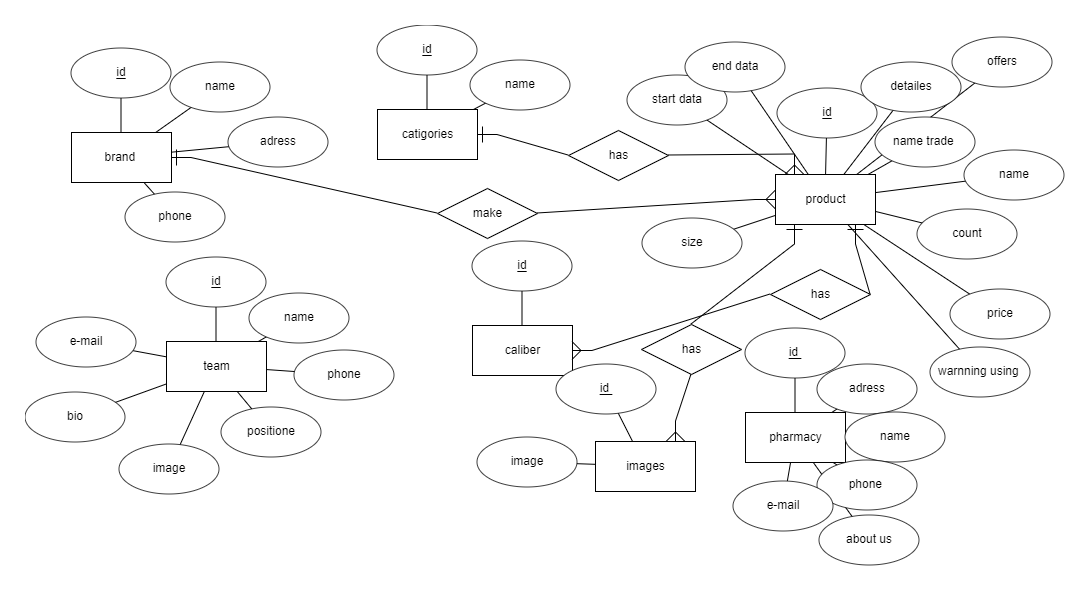 id
end data
offers
id
name
name
detailes
start data
id
name trade
adress
catigories
brand
has
name
product
make
phone
count
size
id
id
has
price
name
e-mail
caliber
has
id
team
phone
warnning using
id
adress
bio
positione
pharmacy
name
image
image
images
phone
e-mail
about us